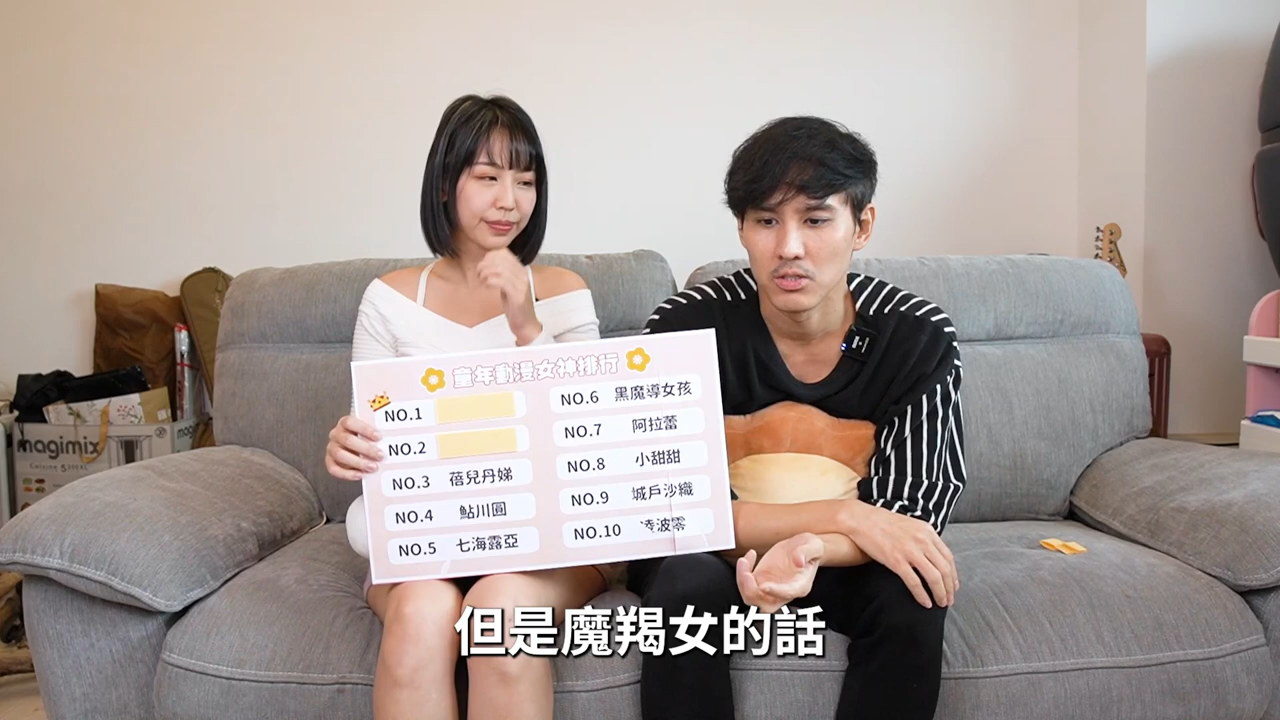 童年動漫女神排行
NO.1
NO.2
NO.3 蓓兒丹娣
NO.4 鮎川圓
NO.5 七海露亞
NO.6 黑魔導女孩
NO.7 阿拉蕾
NO.8 小甜甜
NO.9 城戶沙織
NO.10 凌波零
magimix
但是魔羯女的話